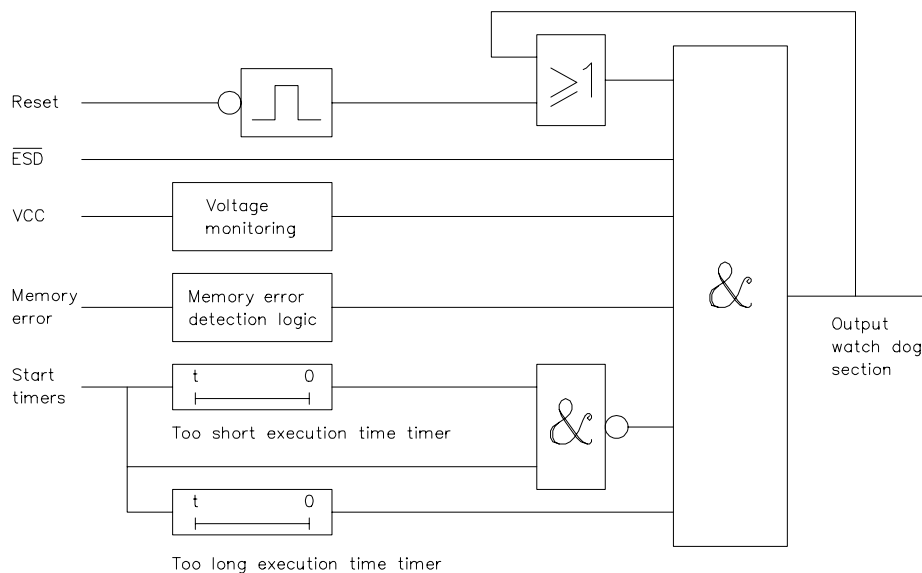 ≥1
Reset
ESD
VCC
Voltage
monitoring
Memory
error
Memory error
detection logic
&
Output
watch dog
section
Start
timers
t 0
Too short execution time timer
&
t 0
Too long execution time timer